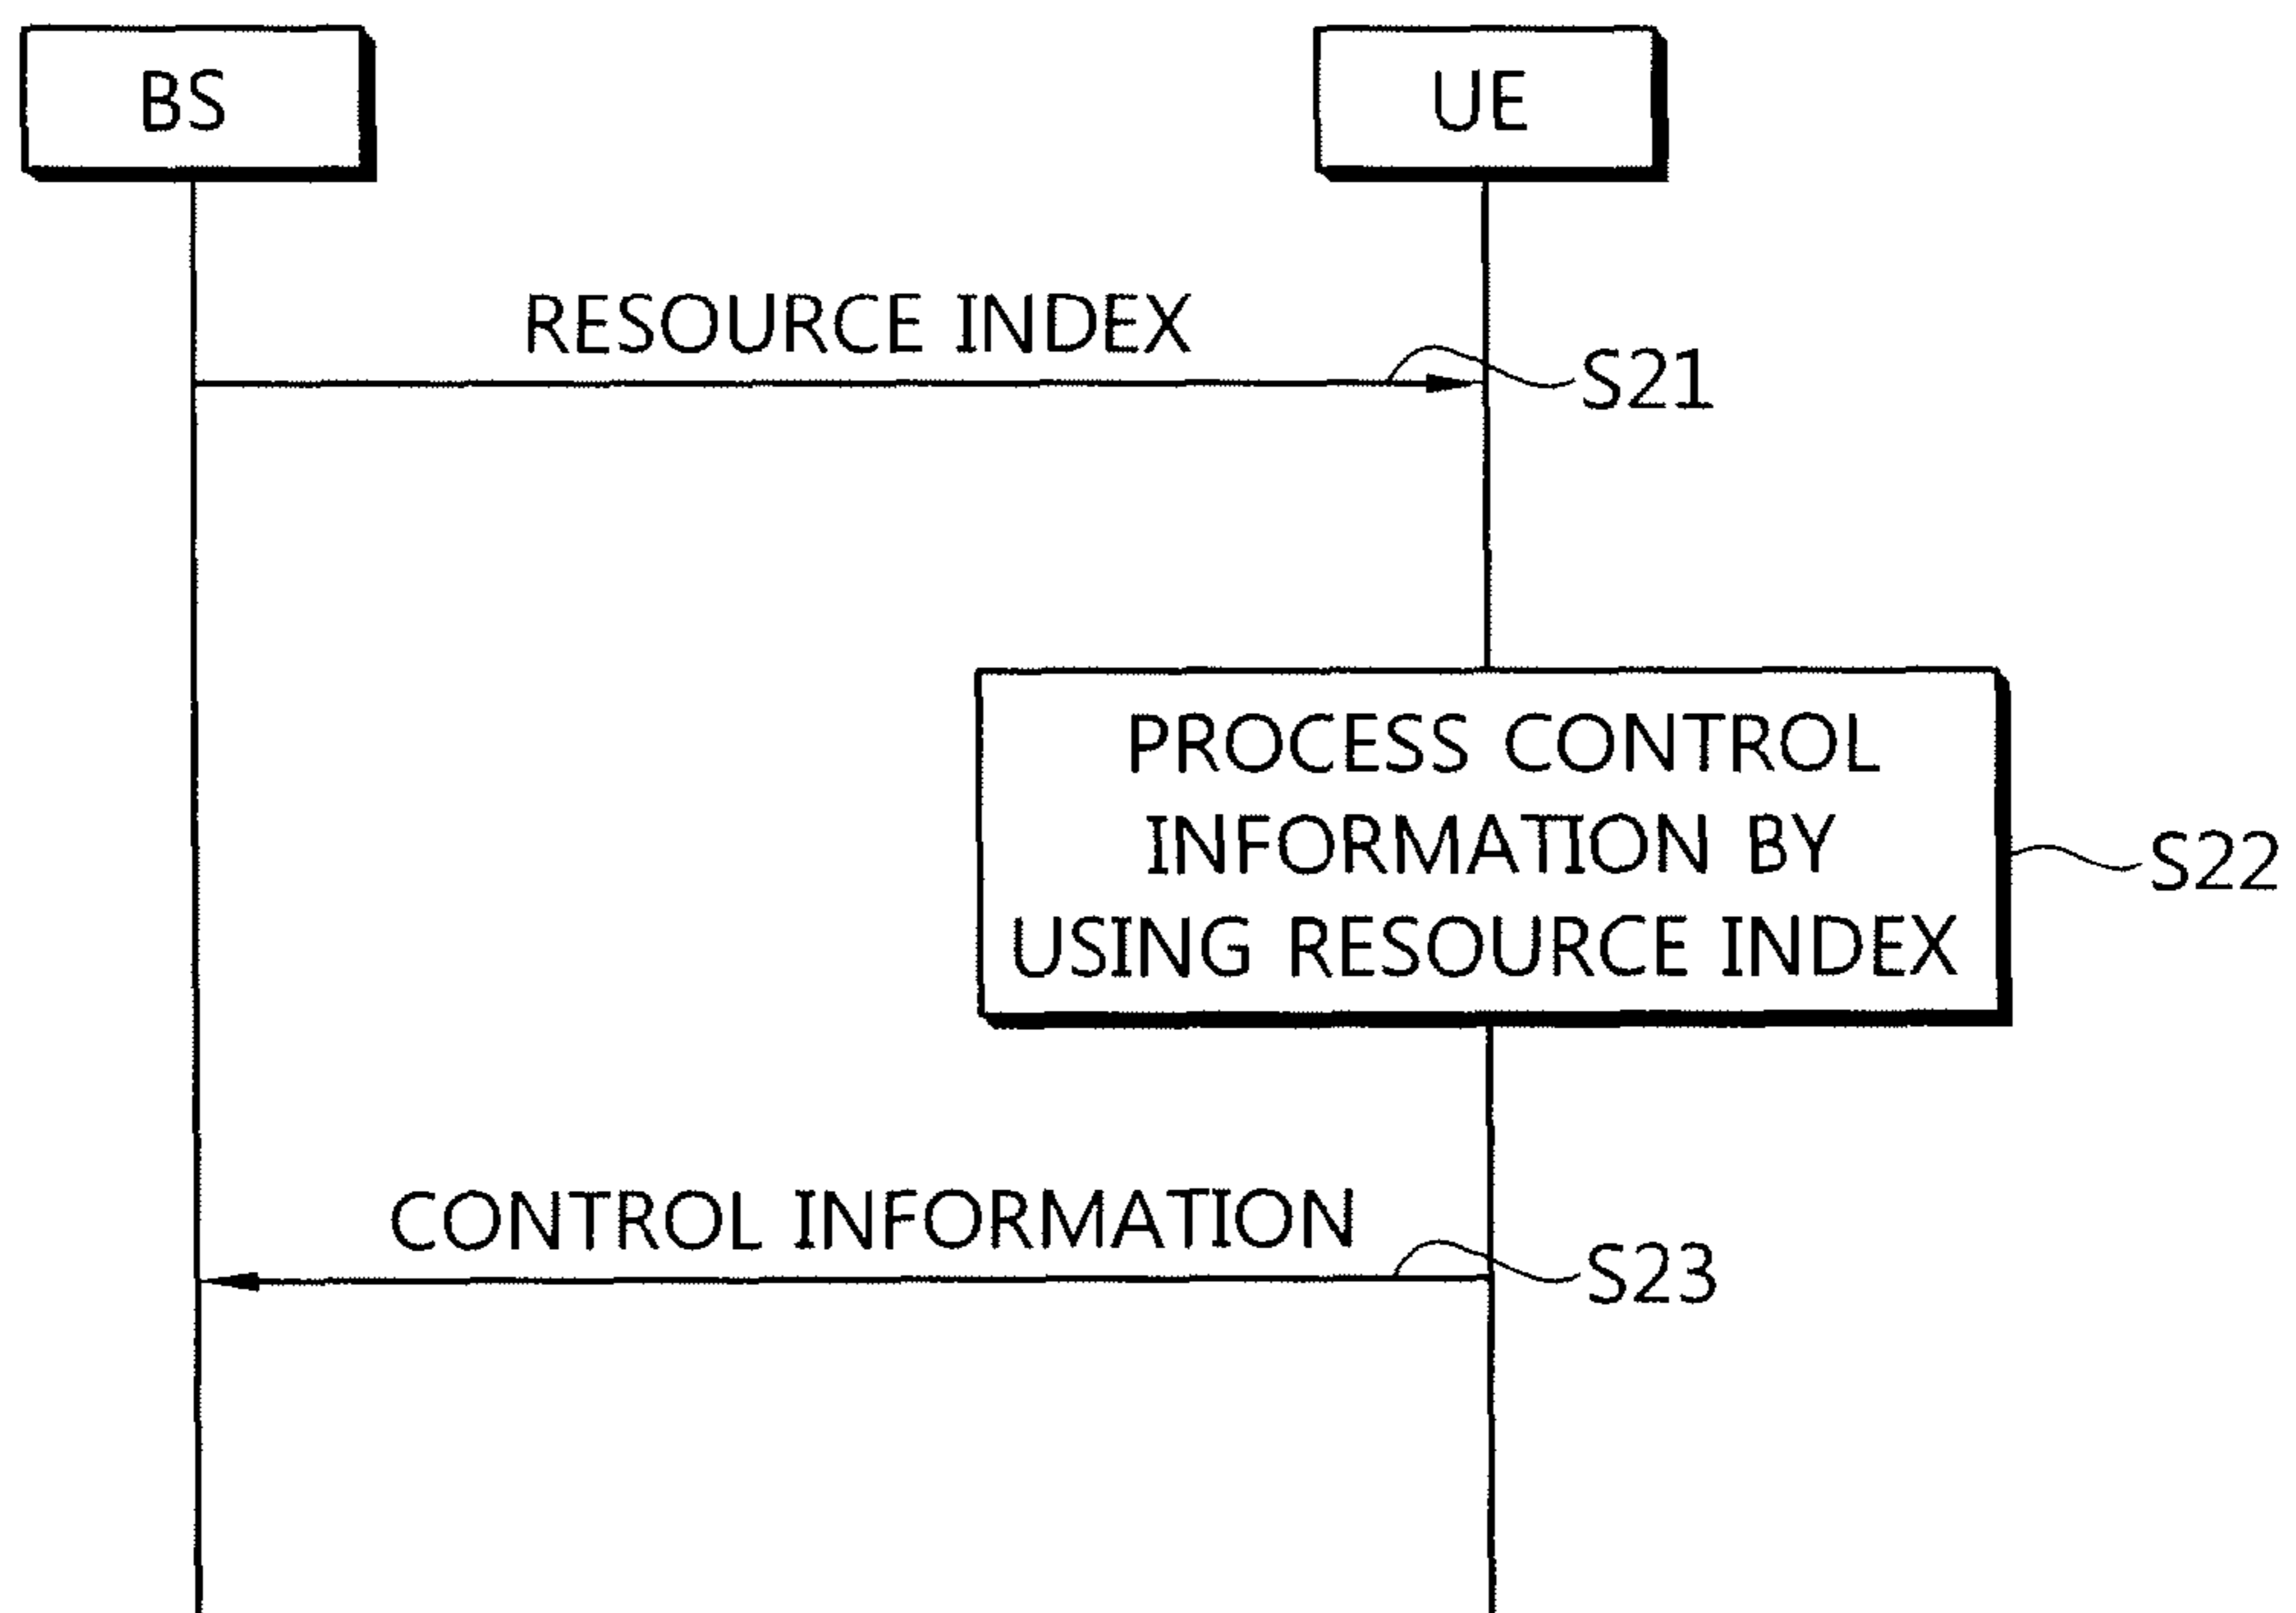 BS
UE
RESOURCE INDEX
S21
PROCESS CONTROL
INFORMATION BY
USING RESOURCE INDEX
S22
CONTROL INFORMATION
S23